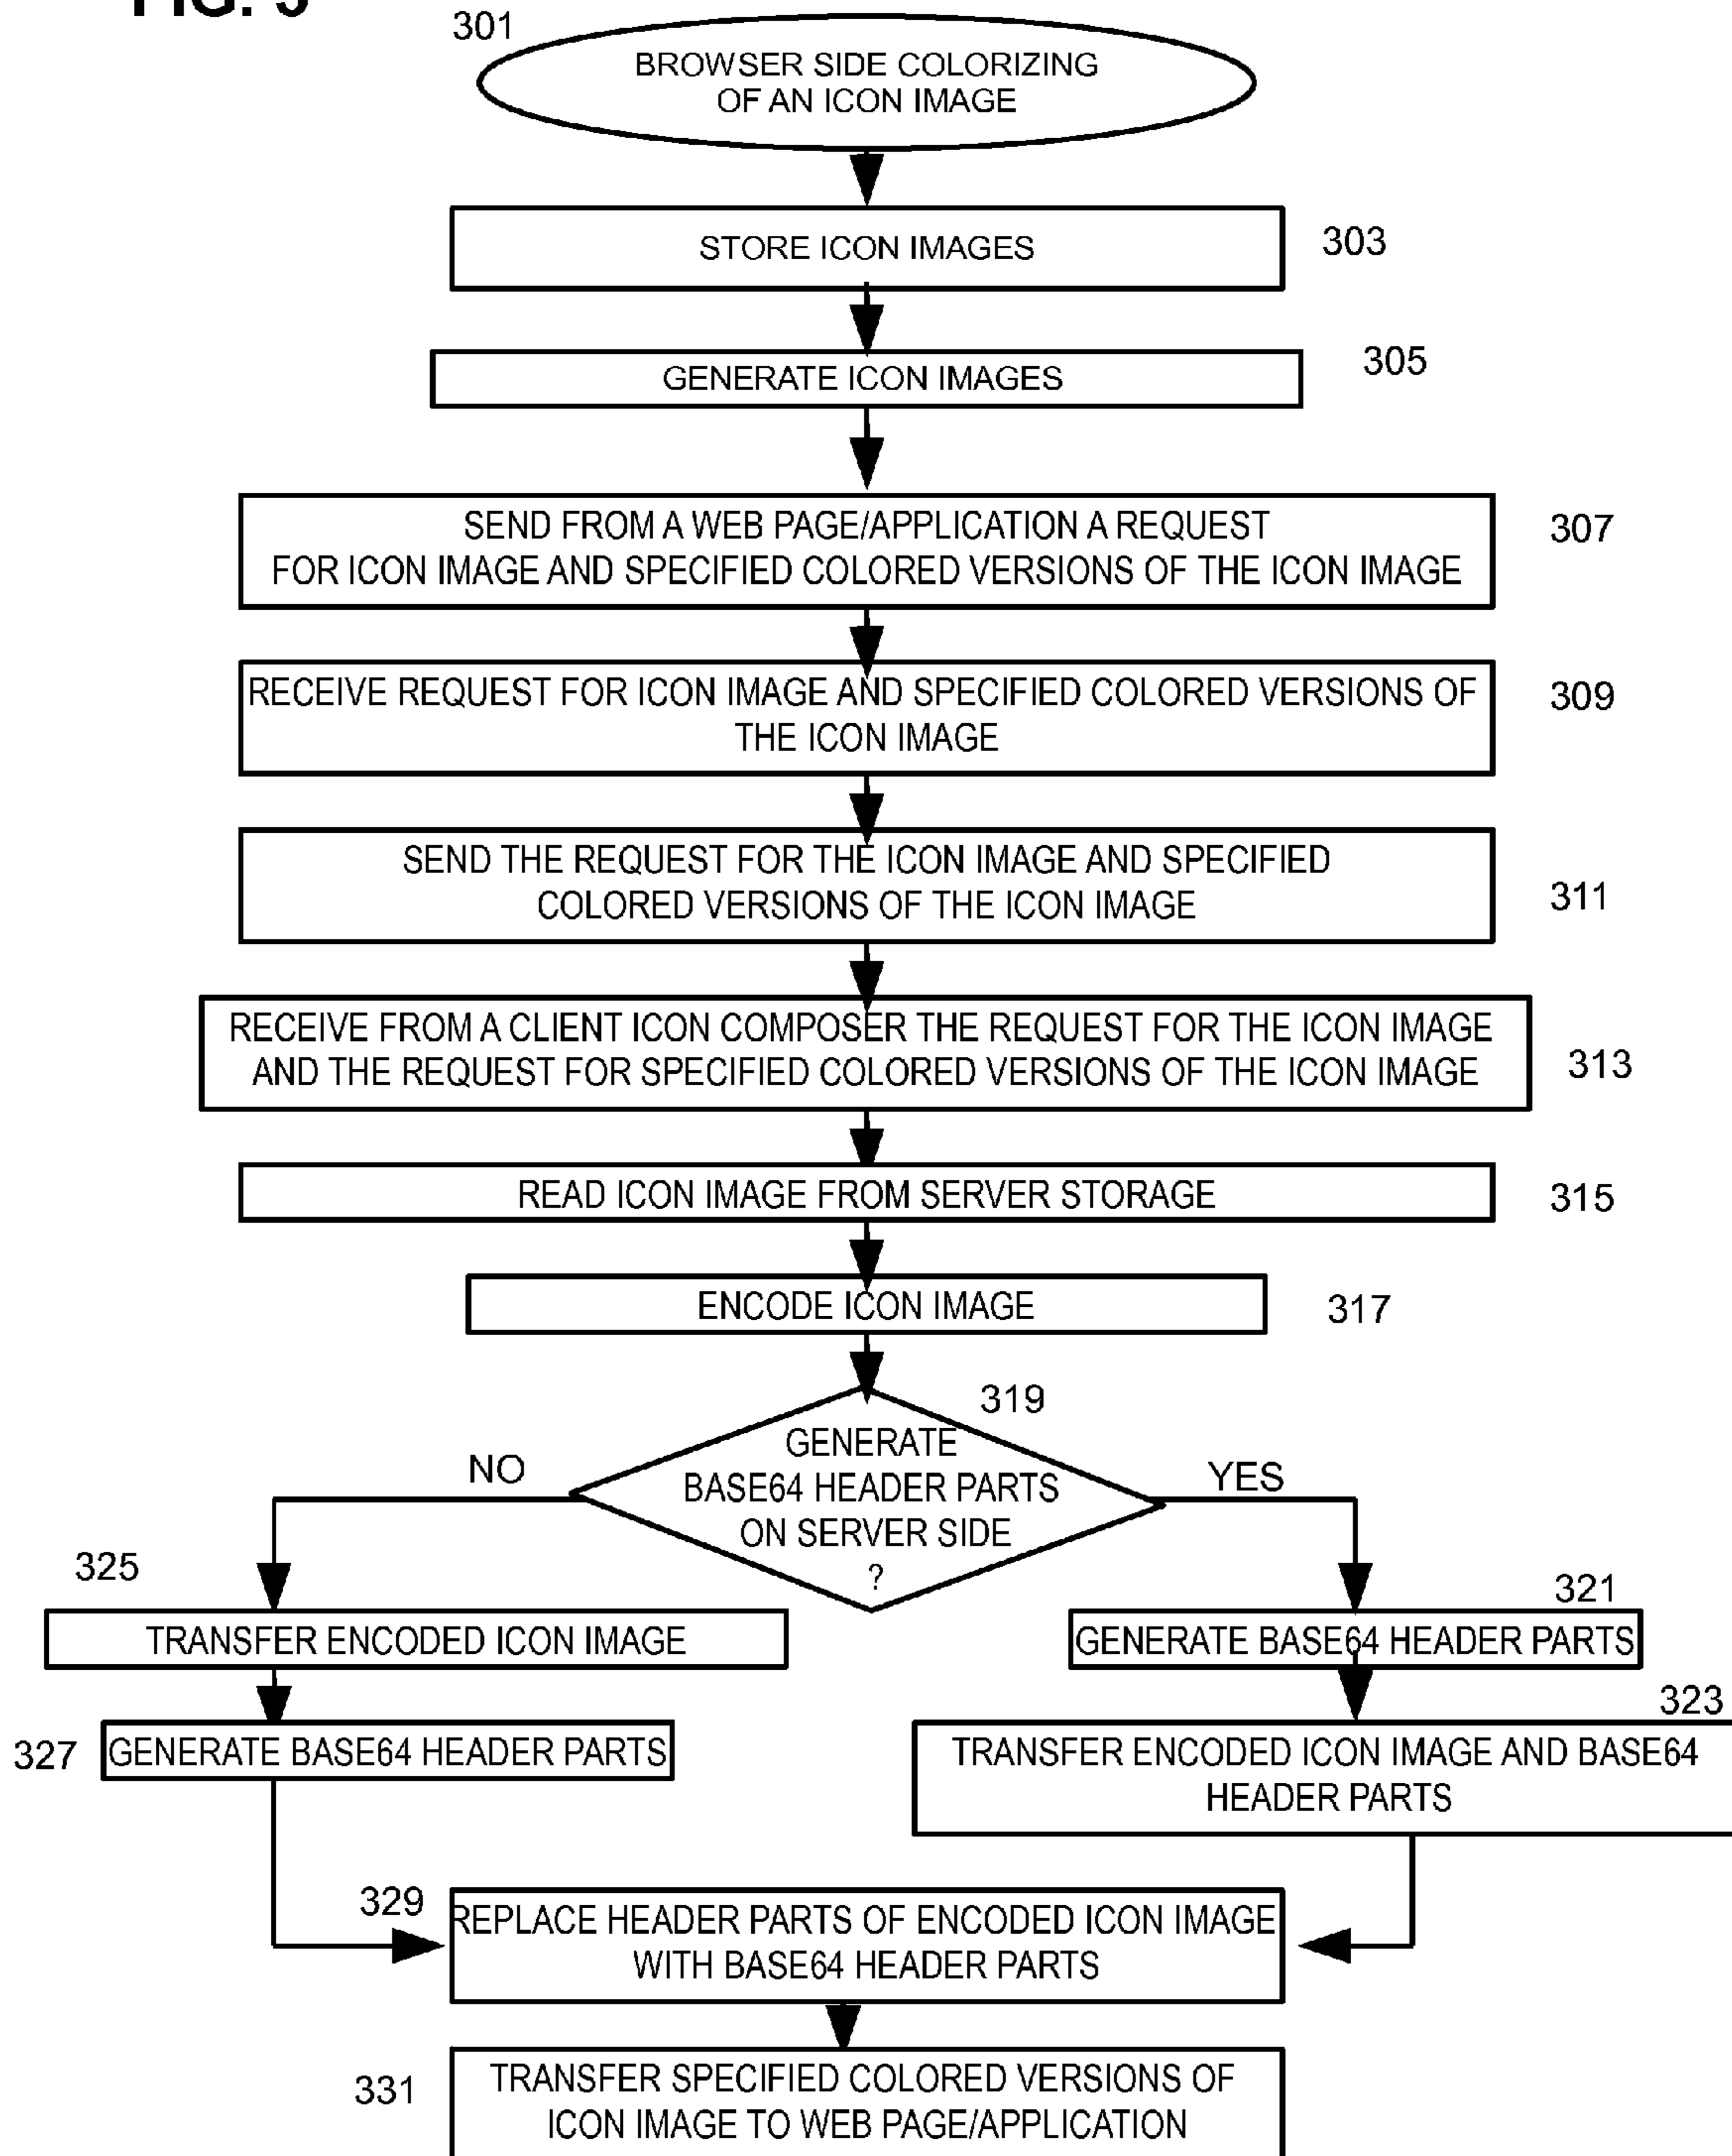 FIG. 3
301
BROWSER SIDE COLORIZING
OF AN ICON IMAGE
STORE ICON IMAGES
303
GENERATE ICON IMAGES
305
SEND FROM A WEB PAGE/APPLICATION A REQUEST
FOR ICON IMAGE AND SPECIFIED COLORED VERSIONS OF THE ICON IMAGE
307
RECEIVE REQUEST FOR ICON IMAGE AND SPECIFIED COLORED VERSIONS OF
THE ICON IMAGE
309
SEND THE REQUEST FOR THE ICON IMAGE AND SPECIFIED
COLORED VERSIONS OF THE ICON IMAGE
311
RECEIVE FROM A CLIENT ICON COMPOSER THE REQUEST FOR THE ICON IMAGE
AND THE REQUEST FOR SPECIFIED COLORED VERSIONS OF THE ICON IMAGE
313
READ ICON IMAGE FROM SERVER STORAGE
315
ENCODE ICON IMAGE
317
319
GENERATE
BASE64 HEADER PARTS
ON SERVER SIDE
?
NO
YES
325
TRANSFER ENCODED ICON IMAGE
321
GENERATE BASE64 HEADER PARTS
327
GENERATE BASE64 HEADER PARTS
323
TRANSFER ENCODED ICON IMAGE AND BASE64
HEADER PARTS
329
REPLACE HEADER PARTS OF ENCODED ICON IMAGE
WITH BASE64 HEADER PARTS
331
TRANSFER SPECIFIED COLORED VERSIONS OF
ICON IMAGE TO WEB PAGE/APPLICATION